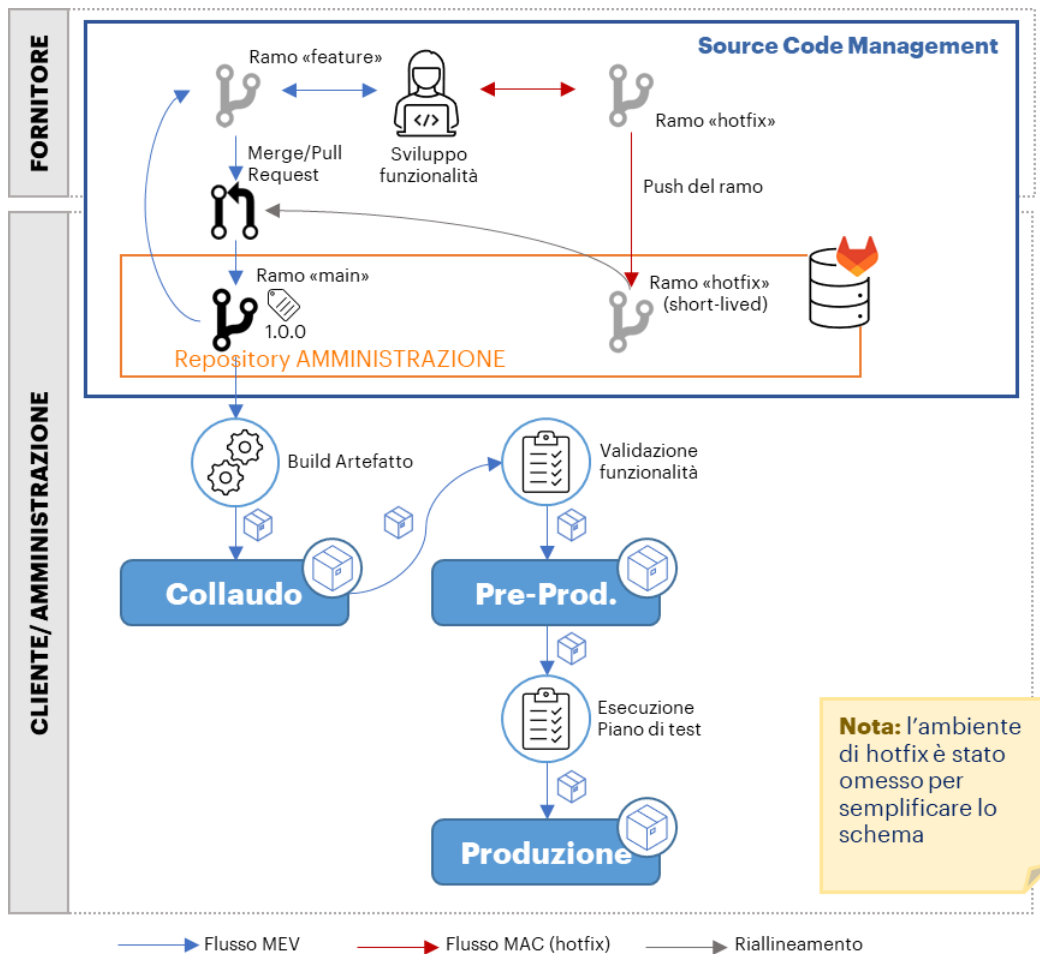 FORNITORE
Source Code Management
Ramo «feature»
Sviluppo
funzionalità
Ramo «hotfix»
Merge/Pull
Request
Push del ramo
CLIENTE/AMMINISTRAZIONE
Ramo «main»
1.0.0
Ramo «hotfix»
(short-lived)
Repository AMMINISTRAZIONE
Build Artefatto
Validazione
funzionalità
Collaudo
Pre-Prod.
Esecuzione
Piano di test
Produzione
Nota: l'ambiente
di hotfix è stato
omesso per
semplificare lo
schema
Flusso MEV
Flusso MAC (hotfix)
Riallineamento